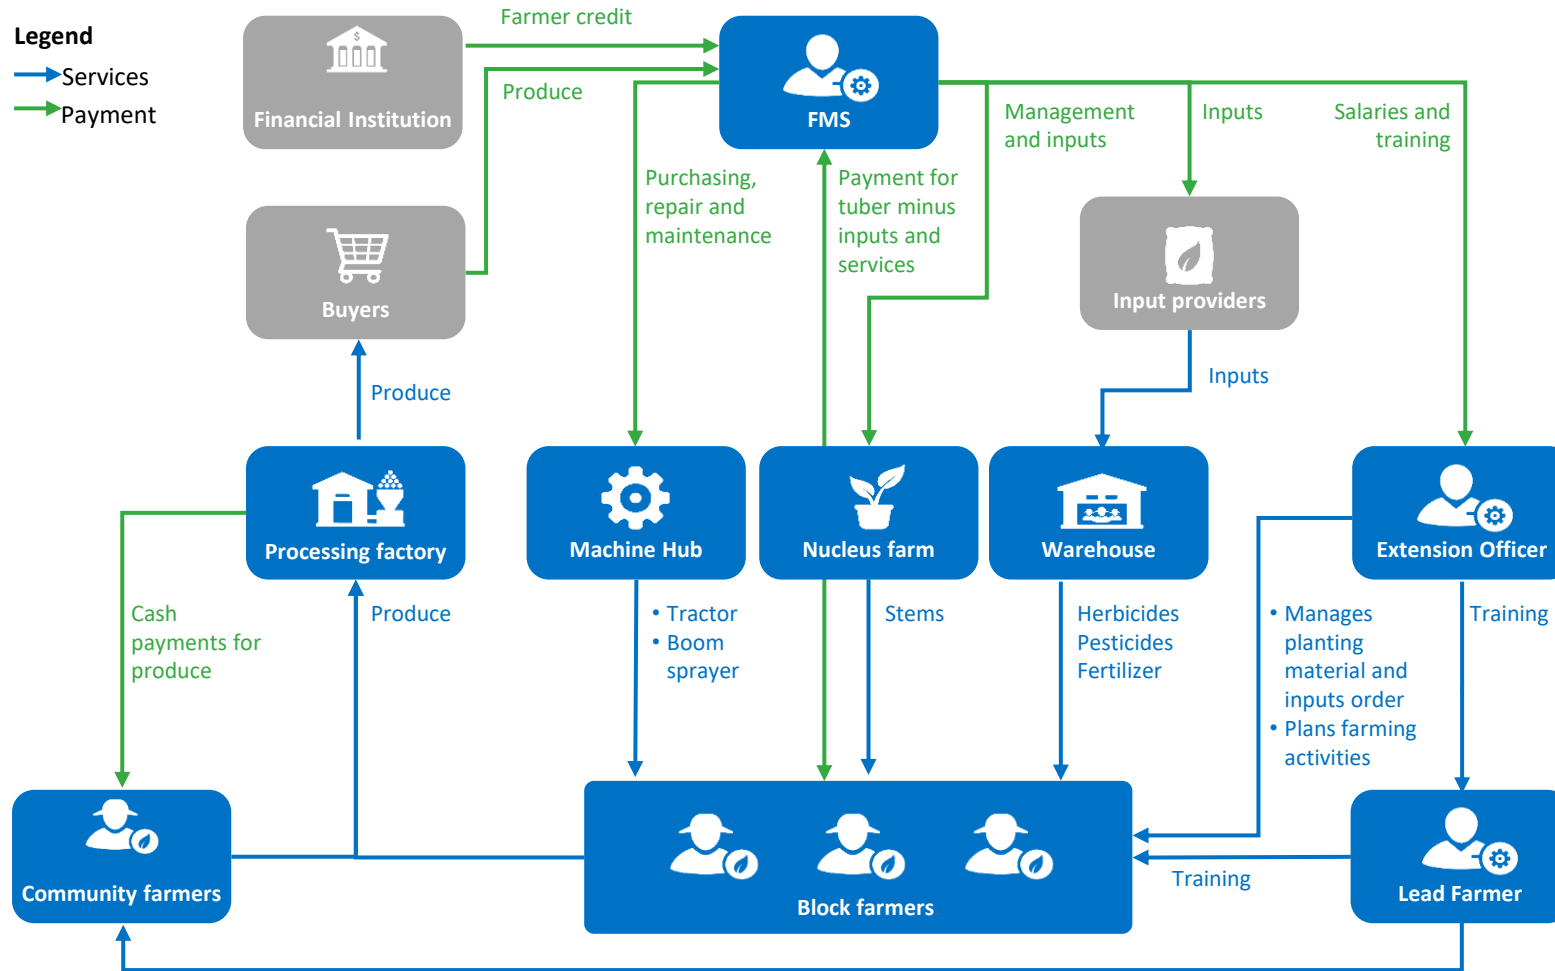 Legend
Services
Payment
Farmer credit
$
Financial Institution
FMS
Produce
Management
and inputs
Inputs
Salaries and
training
Purchasing,
repair and
maintenance
Payment for
tuber minus
inputs and
services
Buyers
Input providers
Produce
Inputs
Processing factory
Machine Hub
Nucleus farm
Warehouse
Extension Officer
Cash
payments for
produce
Produce
• Tractor
• Boom
sprayer
Stems
Herbicides
Pesticides
Fertilizer
• Manages
planting
material and
inputs order
• Plans farming
activities
Training
Community farmers
Block farmers
Training
Lead Farmer